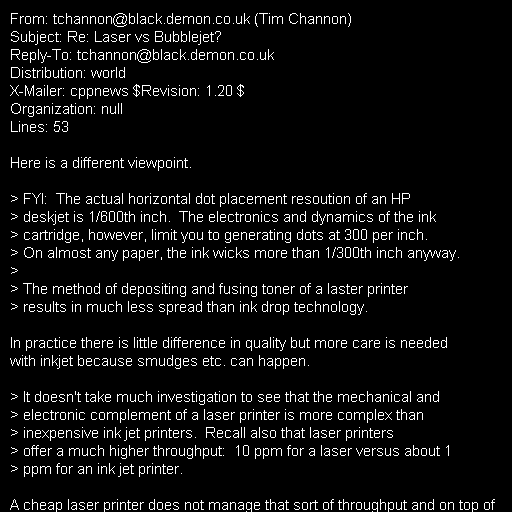 From: tchannon@black.demon.co.uk (Tim Channon)
Subject: Re: Laser vs Bubblejet?
Reply-To: tchannon@black.demon.co.uk
Distribution: world
X-Mailer: cppnews $Revision: 1.20 $
Organization: null
Lines: 53

Here is a different viewpoint.

> FYI:  The actual horizontal dot placement resoution of an HP
> deskjet is 1/600th inch.  The electronics and dynamics of the ink
> cartridge, however, limit you to generating dots at 300 per inch.
> On almost any paper, the ink wicks more than 1/300th inch anyway.
>
> The method of depositing and fusing toner of a laster printer
> results in much less spread than ink drop technology.

In practice there is little difference in quality but more care is needed
with inkjet because smudges etc. can happen.

> It doesn't take much investigation to see that the mechanical and
> electronic complement of a laser printer is more complex than
> inexpensive ink jet printers.  Recall also that laser printers
> offer a much higher throughput:  10 ppm for a laser versus about 1
> ppm for an ink jet printer.

A cheap laser printer does not manage that sort of throughput and on top of